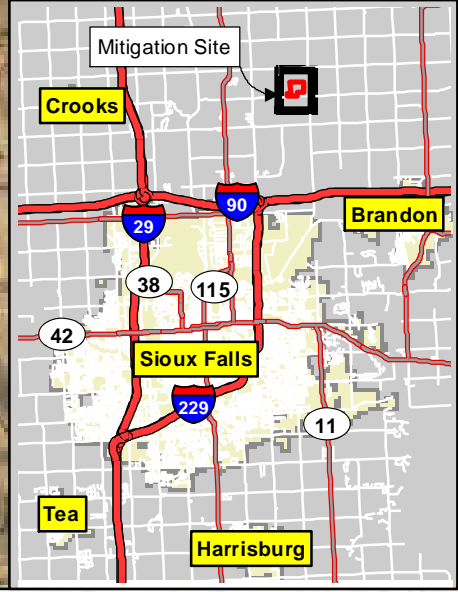 Mitigation Site
Crooks
90
Brandon
29
38
115
42
Sioux Falls
229
11
Tea
Harrisburg